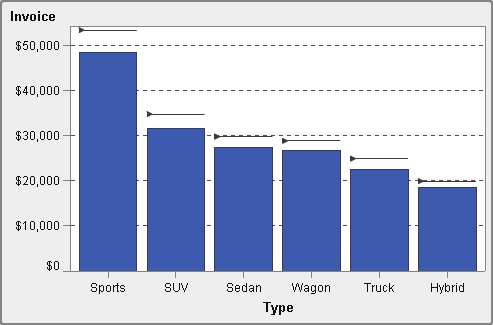 Invoice
$50,000
$40,000
$30,000
$20,000
$10,000
$0
Sports SUV Sedan Wagon Truck Hybrid
Type